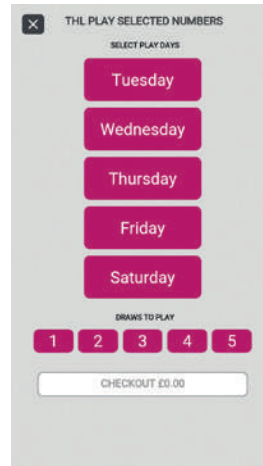 X
THL PLAY SELECTED NUMBERS
SELECT PLAY DAYS
Tuesday
Wednesday
Thursday
Friday
Saturday
DRAWS TO PLAY
1 2 3 4 5
CHECKOUT £0.00